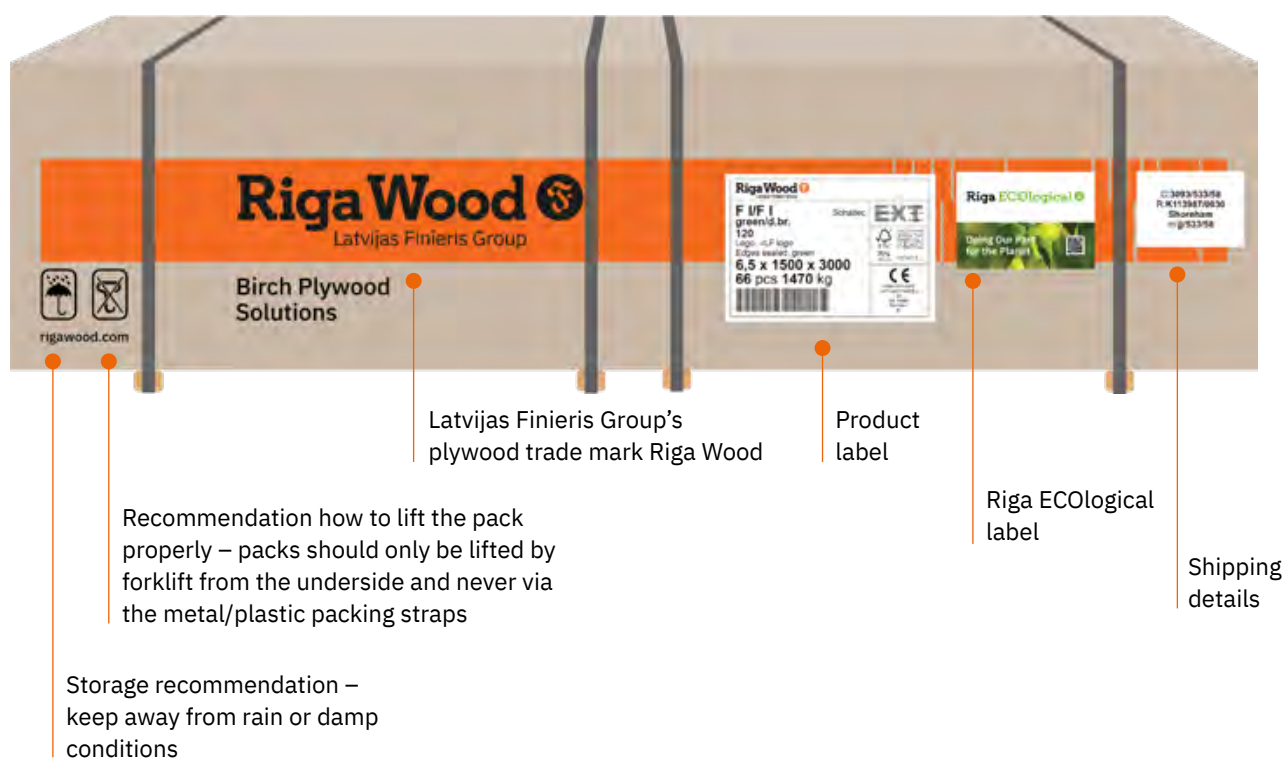 Riga Wood
Latvijas Finieris Group
Birch Plywood
Solutions
rigawood.com
Riga Wood
F I/F I
green/d.br.
120
Edges sealed: green
6,5 x 1500 x 3000
66 pcs 1470 kg
EXT
CE
Riga ECOlogical
Doing Our Part
for the Planet
Shoreham
Latvijas Finieris Group’s
plywood trade mark Riga Wood
Product
label
Riga ECOlogical
label
Shipping
details
Recommendation how to lift the pack
properly – packs should only be lifted by
forklift from the underside and never via
the metal/plastic packing straps
Storage recommendation –
keep away from rain or damp
conditions